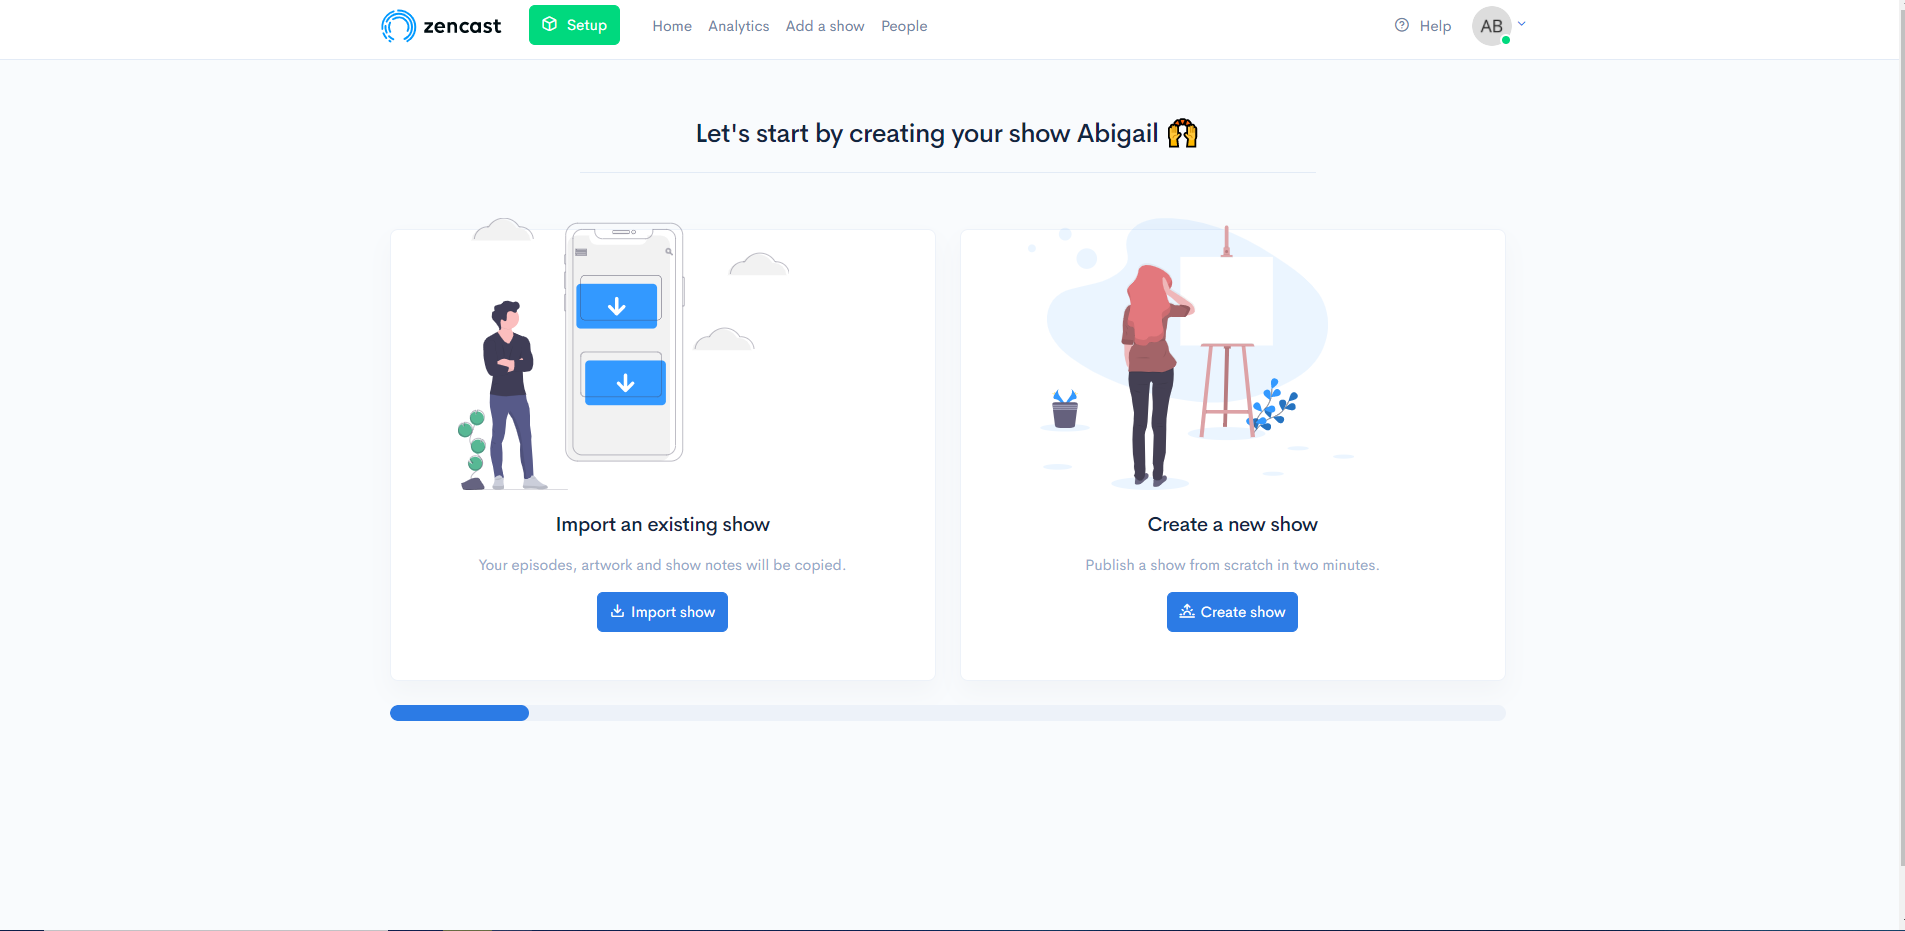 zencast
Setup
Home
Analytics
Add a show
People
Help
AB
Let's start by creating your show Abigail 🙌
Import an existing show
Your episodes, artwork and show notes will be copied.
Import show
Create a new show
Publish a show from scratch in two minutes.
Create show